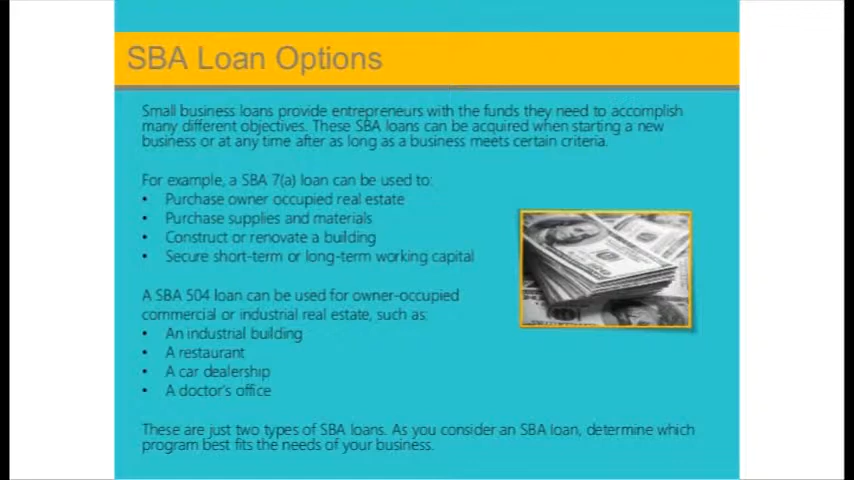 SBA Loan Options
Small business loans provide entrepreneurs with the funds they need to accomplish
many different objectives. These SBA loans can be acquired when starting a new
business or at any time after as long as a business meets certain criteria.
For example, a SBA 7(a) loan can be used to:
• Purchase owner occupied real estate
• Purchase supplies and materials
• Construct or renovate a building
• Secure short-term or long-term working capital
A SBA 504 loan can be used for owner-occupied
commercial or industrial real estate, such as:
• An industrial building
• A restaurant
• A car dealership
• A doctor's office
These are just two types of SBA loans. As you consider an SBA loan, determine which
program best fits the needs of your business.